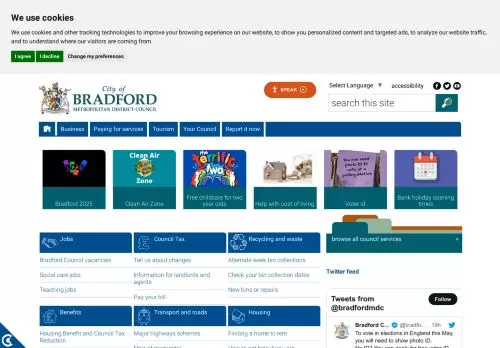 We use cookies
We use cookies and other tracking technologies to improve your browsing experience on our website, to show you personalized content and targeted ads, to analyze our website traffic,
and to understand where our visitors are coming from.
I agree I decline Change my preferences
City of
BRADFORD
METROPOLITAN DISTRICT COUNCIL
SPEAK
Select Language ▼ accessibility
search this site
Business Paying for services Tourism Your Council Report it now
Clean Air
Zone
the
Terrific
Two
You now need
photo ID to
vote at a
polling station
Bradford 2025
Clean Air Zone
Free childcare for two
year olds
Help with cost of living
Voter id
Bank holiday opening
times
Jobs
Bradford Council vacancies
Social care jobs
Teaching jobs
Council Tax
Tell us about changes
Information for landlords and
agents
Pay your bill
Recycling and waste
Alternate week bin collections
Check your bin collection dates
New bins or repairs
browse all council services
Twitter feed
Tweets from
@bradfordmdc
Follow
Bradford C... @bradfo... 18h
To vote in elections in England this May,
you will need to show photo ID.
Benefits
Housing Benefit and Council Tax
Reduction
Transport and roads
Major highways schemes
Housing
Finding a home to rent